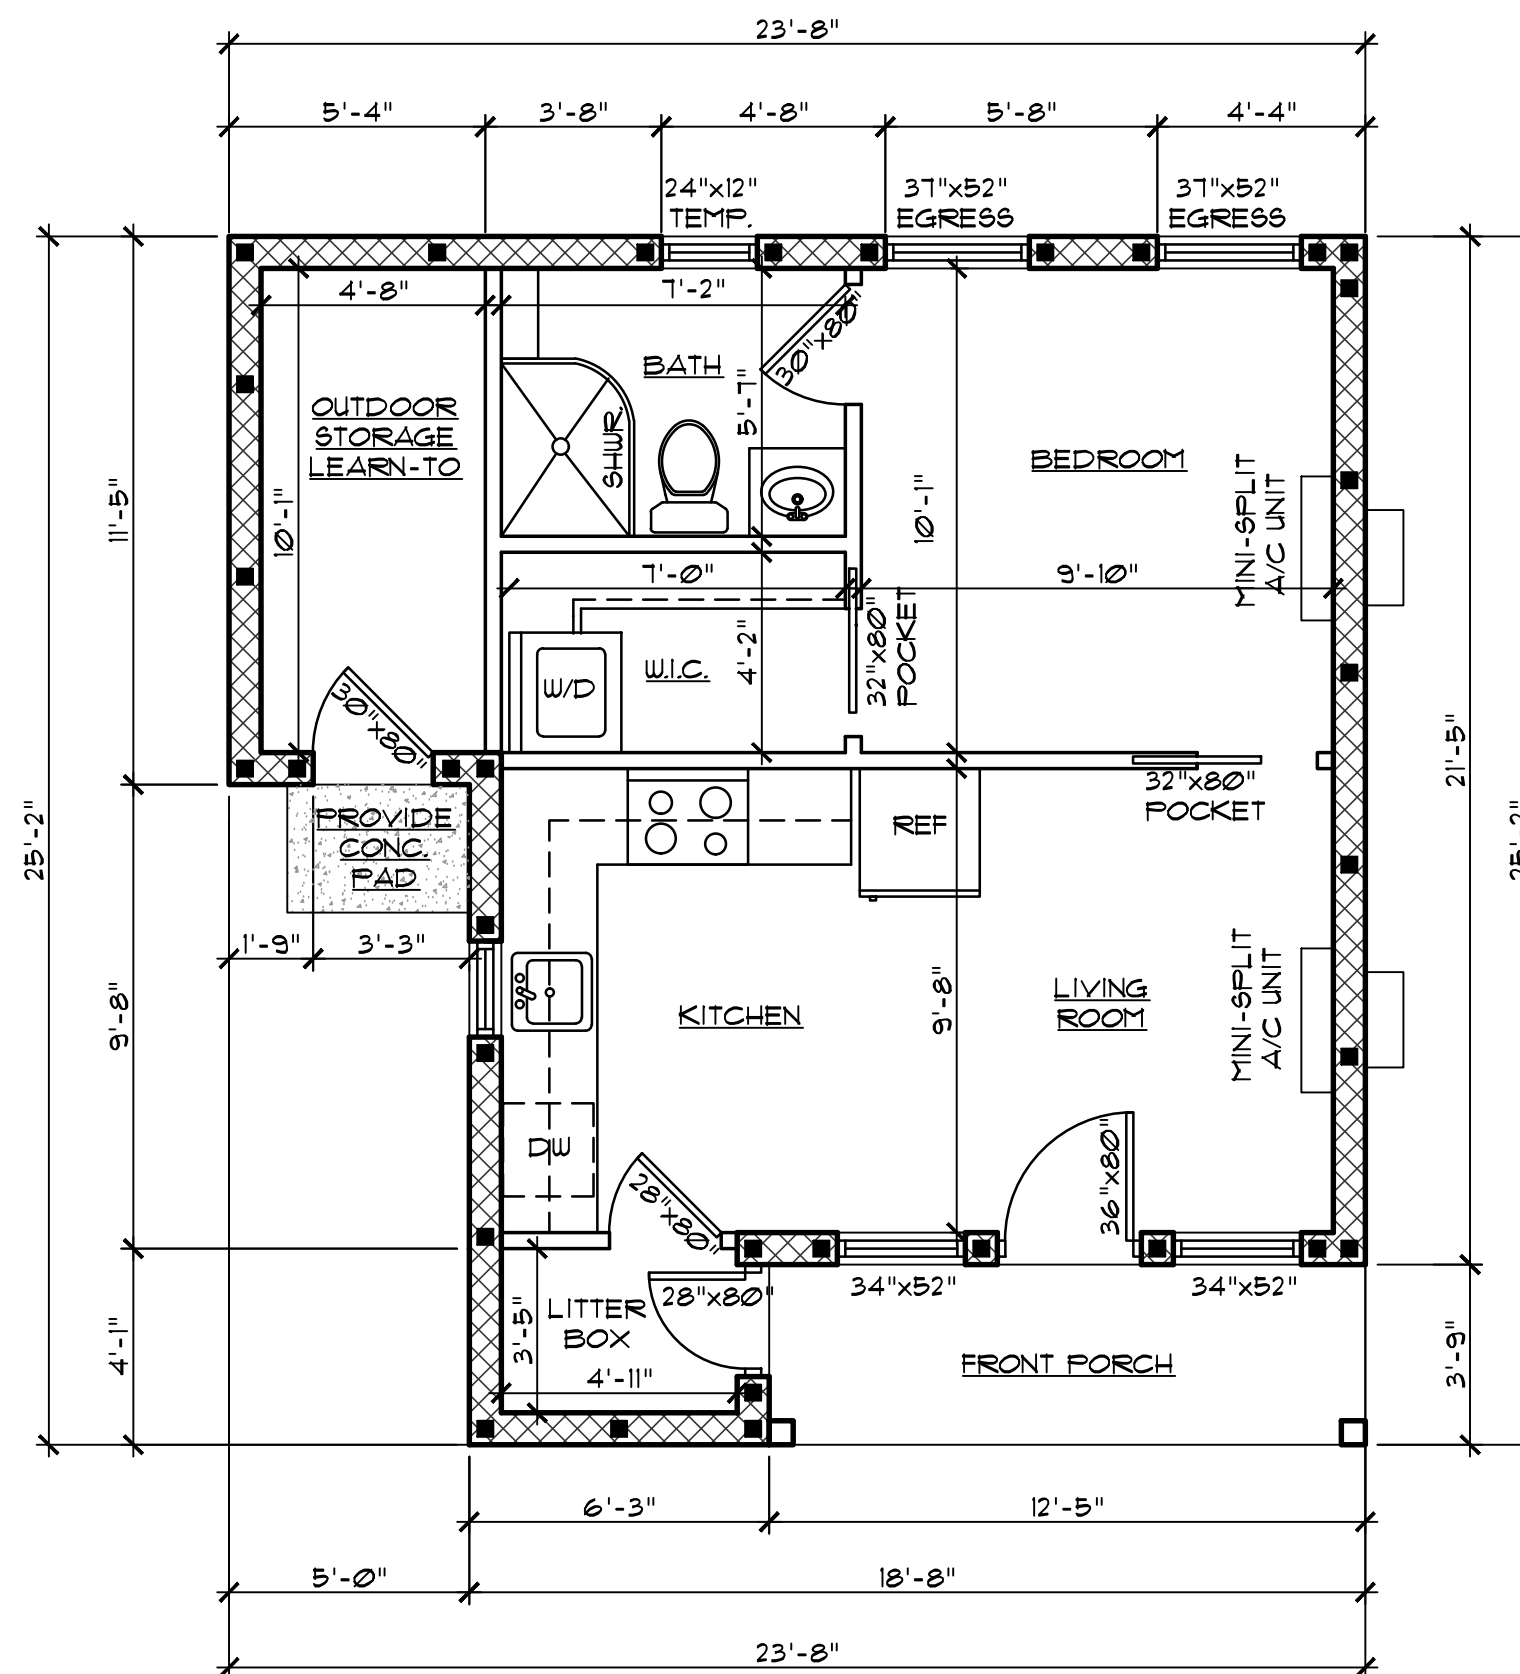 23'-8"
5'-4"
3'-8"
4'-8"
5'-8"
4'-4"
24"x12"
TEMP.
37"x52"
EGRESS
37"x52"
EGRESS
4'-8"
7'-2"
30"x80"
BATH
5'-7"
SHWR.
OUTDOOR
STORAGE
LEARN-TO
10'-1"
BEDROOM
10'-1"
MINI-SPLIT
A/C UNIT
11'-5"
7'-0"
9'-10"
32"x80"
POCKET
4'-2"
W.I.C.
W/D
30"x80"
21'-5"
25'-2"
25'-2"
32"x80"
POCKET
REF
PROVIDE
CONC.
PAD
1'-9"
3'-3"
9'-8"
KITCHEN
9'-8"
LIVING
ROOM
MINI-SPLIT
A/C UNIT
DW
28"x80"
36"x80"
34"x52"
34"x52"
28"x80"
LITTER
BOX
3'-5"
4'-11"
4'-1"
FRONT PORCH
3'-9"
6'-3"
12'-5"
5'-0"
18'-8"
23'-8"